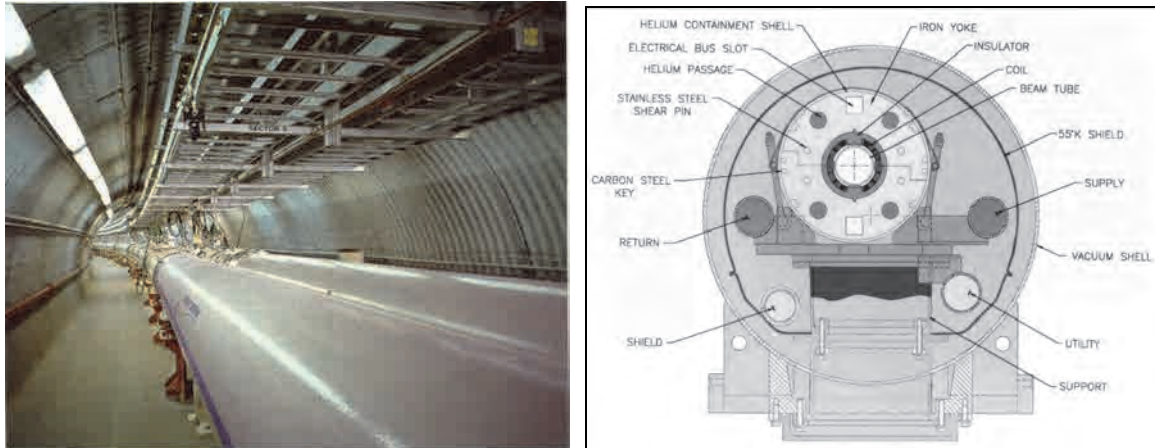 SECTOR
HELIUM CONTAINMENT SHELL
ELECTRICAL BUS SLOT
HELIUM PASSAGE
STAINLESS STEEL
SHEAR PIN
CARBON STEEL
KEY
RETURN
SHIELD
IRON YOKE
INSULATOR
COIL
BEAM TUBE
55°K SHIELD
SUPPLY
VACUUM SHELL
UTILITY
SUPPORT